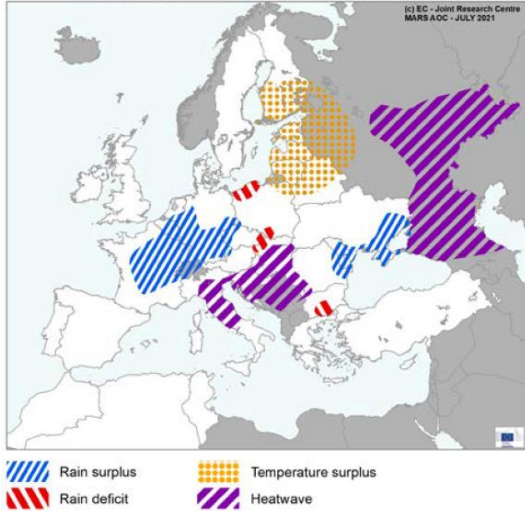 (c) EC - Joint Research Centre
MARS AOC - JULY 2021
Rain surplus
Temperature surplus
Rain deficit
Heatwave